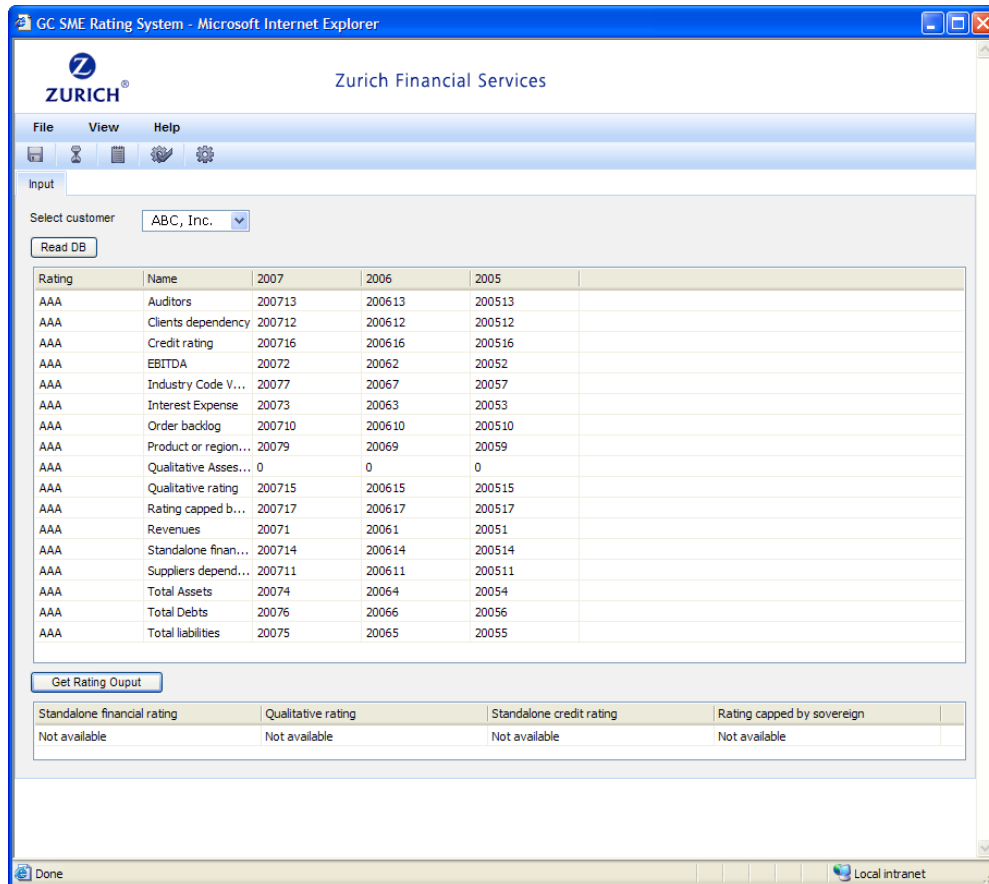 GC SME Rating System - Microsoft Internet Explorer
ZURICH®
Zurich Financial Services
File View Help
Input
Select customer ABC, Inc.
Read DB
Rating Name 2007 2006 2005
AAA Auditors 200713 200613 200513
AAA Clients dependency 200712 200612 200512
AAA Credit rating 200716 200616 200516
AAA EBITDA 20072 20062 20052
AAA Industry Code V... 20077 20067 20057
AAA Interest Expense 20073 20063 20053
AAA Order backlog 200710 200610 200510
AAA Product or region... 20079 20069 20059
AAA Qualitative Asses... 0 0 0
AAA Qualitative rating 200715 200615 200515
AAA Rating capped b... 200717 200617 200517
AAA Revenues 20071 20061 20051
AAA Standalone finan... 200714 200614 200514
AAA Suppliers depend... 200711 200611 200511
AAA Total Assets 20074 20064 20054
AAA Total Debts 20076 20066 20056
AAA Total liabilities 20075 20065 20055
Get Rating Ouput
Standalone financial rating Qualitative rating Standalone credit rating Rating capped by sovereign
Not available Not available Not available Not available
Done Local intranet